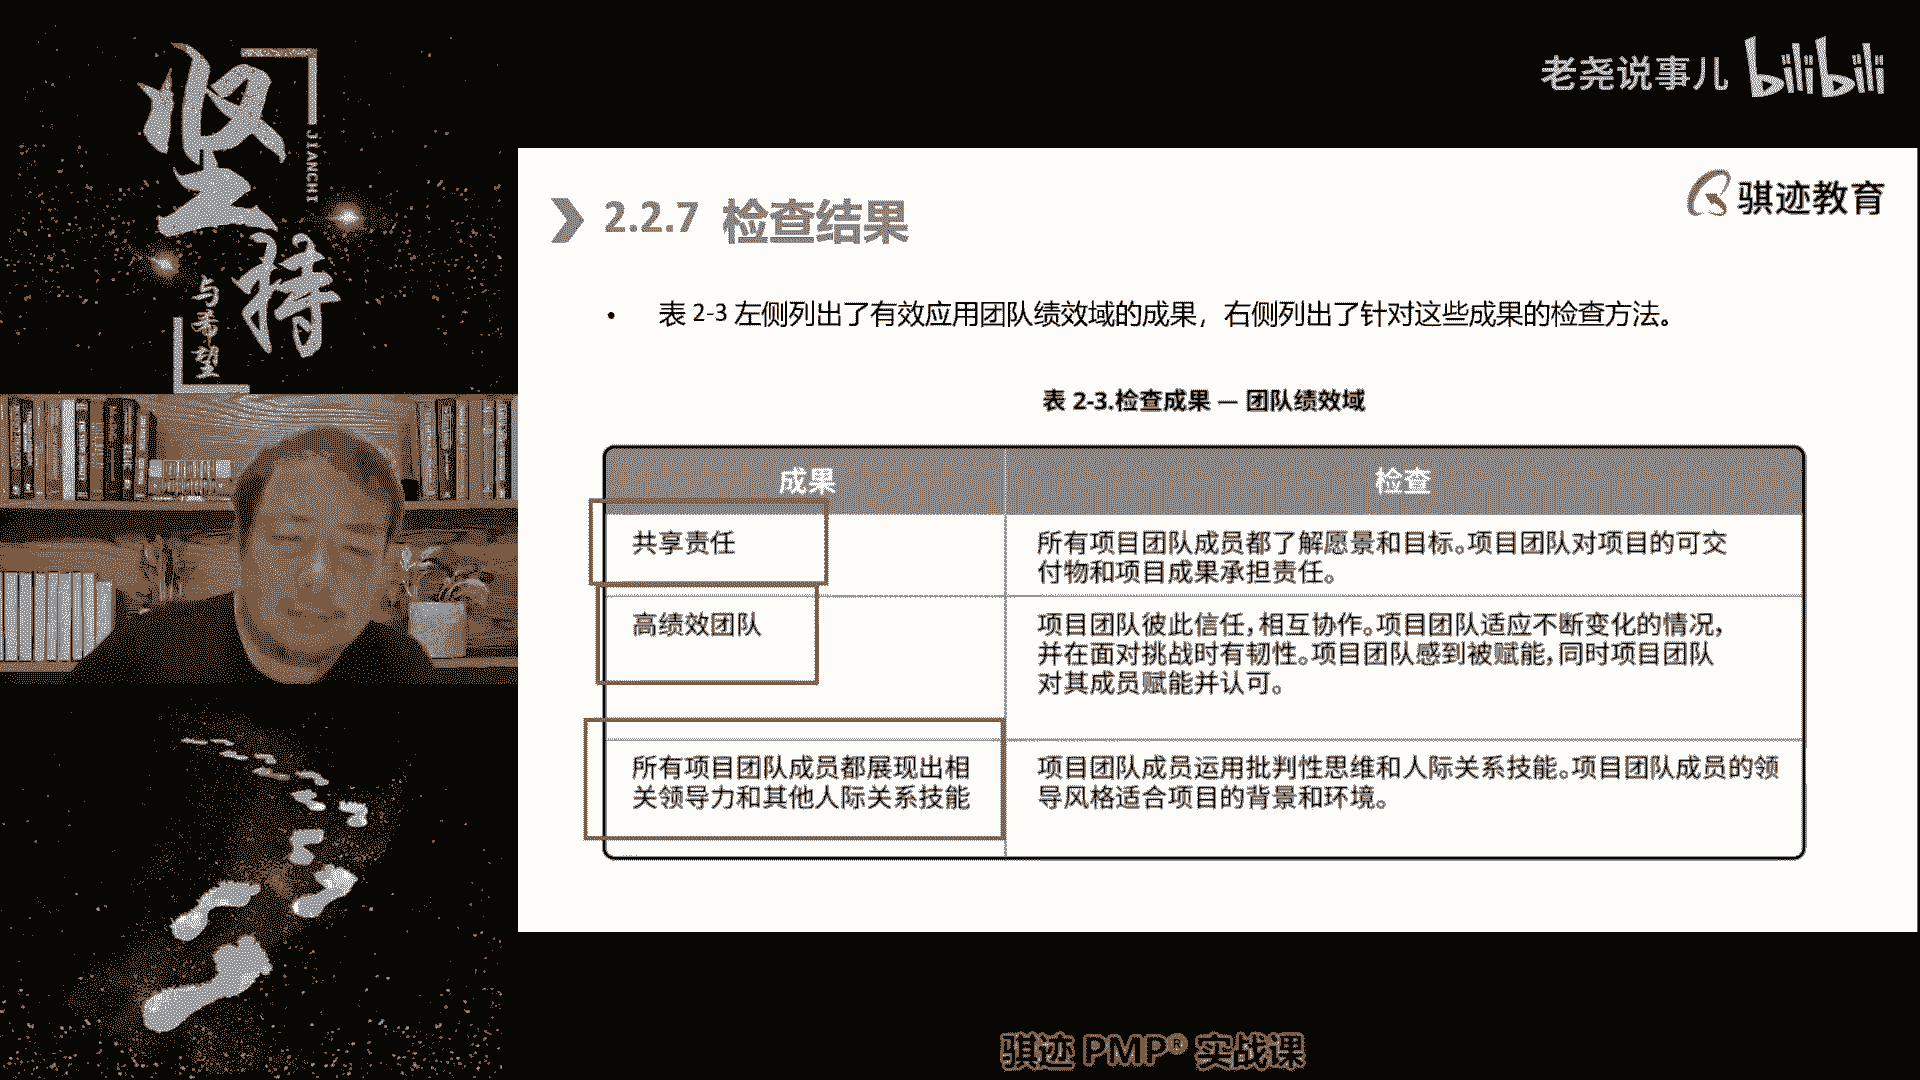 坚持
JIANCHI
与希望
老尧说事儿 bilibili
骐迹教育
2.2.7 检查结果
• 表 2-3 左侧列出了有效应用团队绩效域的成果，右侧列出了针对这些成果的检查方法。
表 2-3.检查成果 — 团队绩效域
成果
检查
共享责任
所有项目团队成员都了解愿景和目标。项目团队对项目的可交
付物和项目成果承担责任。
高绩效团队
项目团队彼此信任，相互协作。项目团队适应不断变化的情况，
并在面对挑战时有韧性。项目团队感到被赋能，同时项目团队
对其成员赋能并认可。
所有项目团队成员都展现出相
关领导力和其他人际关系技能
项目团队成员运用批判性思维和人际关系技能。项目团队成员的领
导风格适合项目的背景和环境。
骐迹 PMP® 实战课